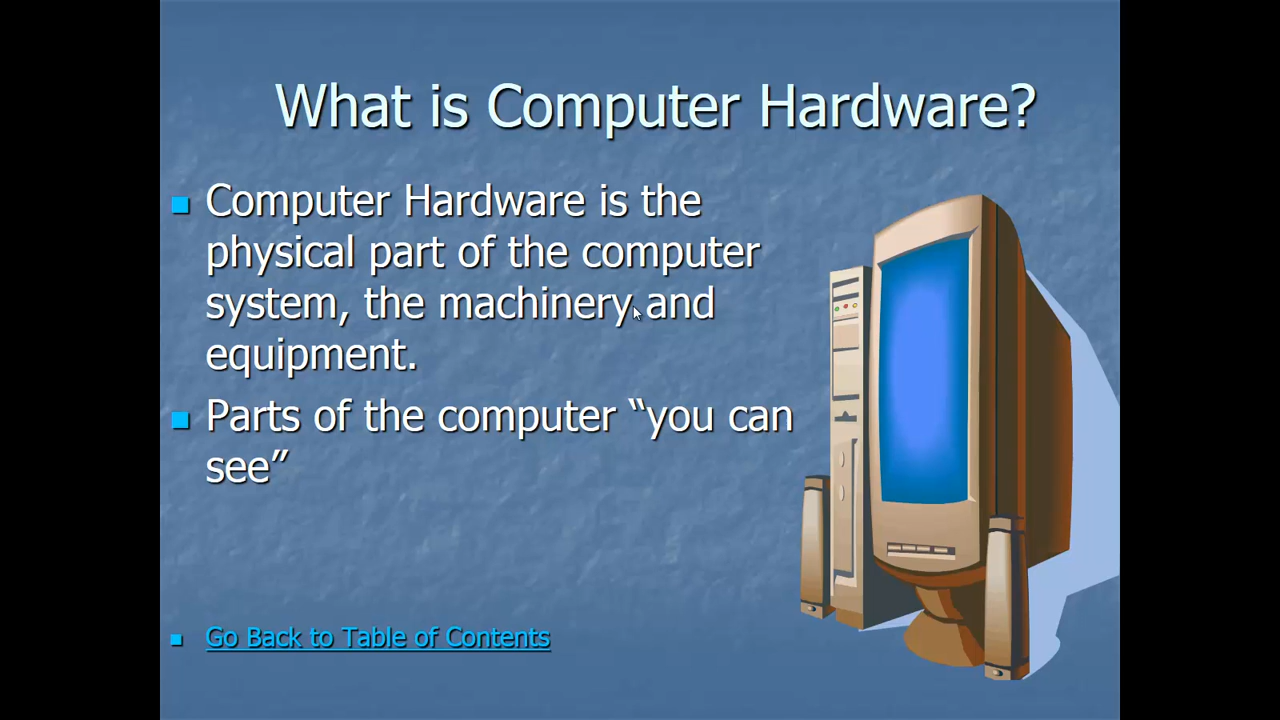 What is Computer Hardware?
Computer Hardware is the
physical part of the computer
system, the machinery and
equipment.
Parts of the computer “you can
see”
Go Back to Table of Contents